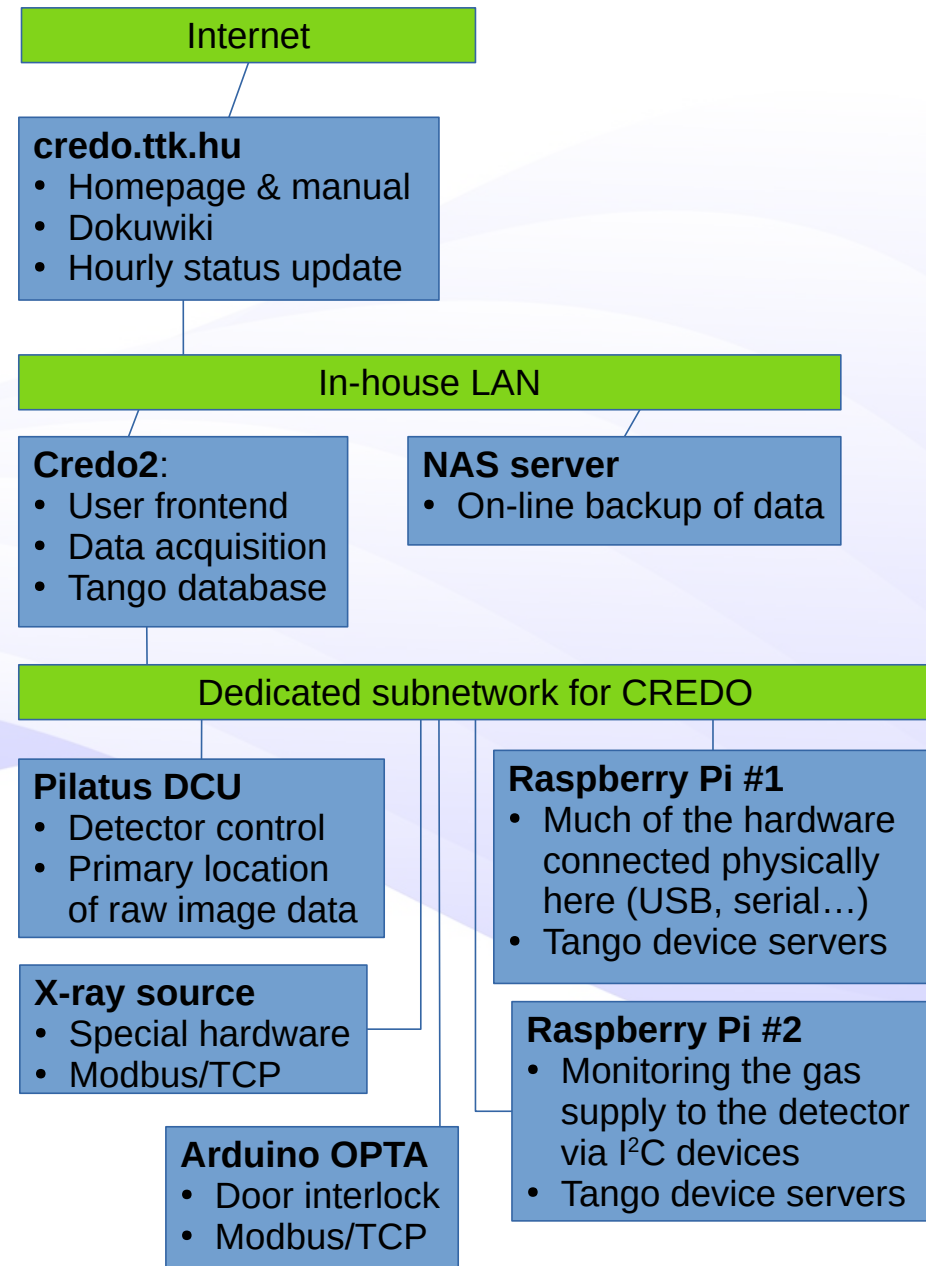 Internet
credo.ttk.hu
• Homepage & manual
• Dokuwiki
• Hourly status update
In-house LAN
Credo2:
• User frontend
• Data acquisition
• Tango database
NAS server
• On-line backup of data
Dedicated subnetwork for CREDO
Pilatus DCU
• Detector control
• Primary location
of raw image data
Raspberry Pi #1
• Much of the hardware
connected physically
here (USB, serial…)
• Tango device servers
X-ray source
• Special hardware
• Modbus/TCP
Raspberry Pi #2
• Monitoring the gas
supply to the detector
via I²C devices
• Tango device servers
Arduino OPTA
• Door interlock
• Modbus/TCP